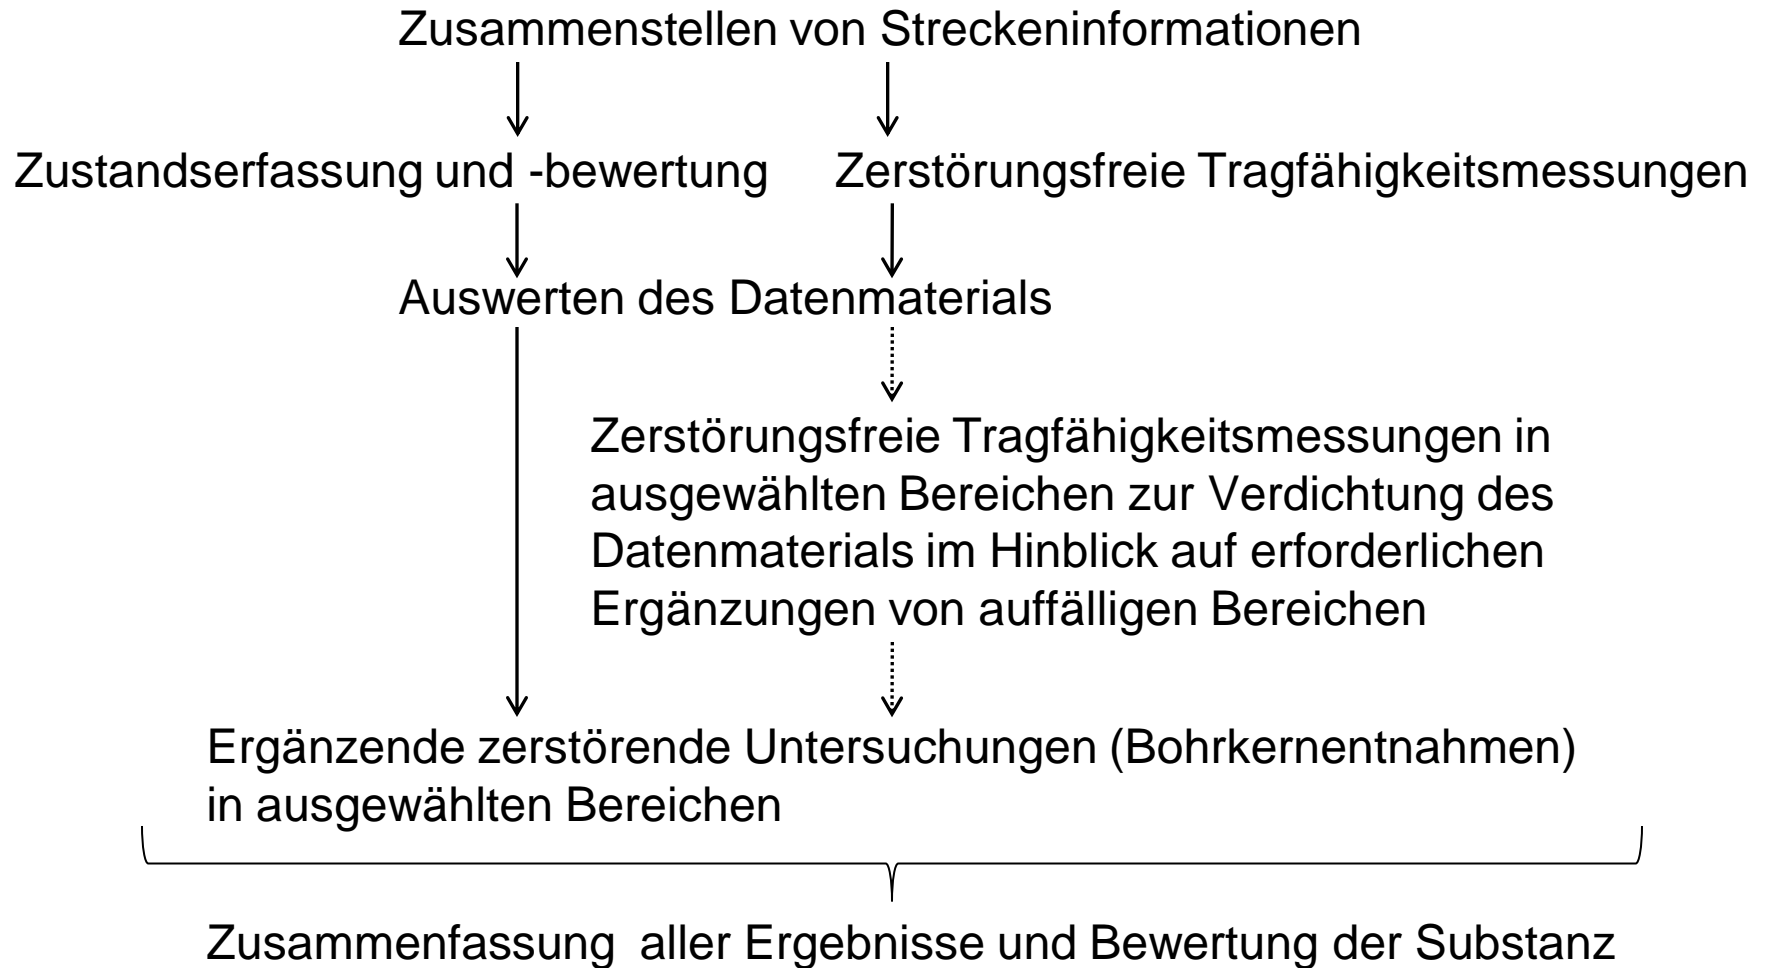 Zusammenstellen von Streckeninformationen
Zustandserfassung und -bewertung
Zerstörungsfreie Tragfähigkeitsmessungen
Auswerten des Datenmaterials
Zerstörungsfreie Tragfähigkeitsmessungen in
ausgewählten Bereichen zur Verdichtung des
Datenmaterials im Hinblick auf erforderlichen
Ergänzungen von auffälligen Bereichen
Ergänzende zerstörende Untersuchungen (Bohrkernentnahmen)
in ausgewählten Bereichen
Zusammenfassung aller Ergebnisse und Bewertung der Substanz